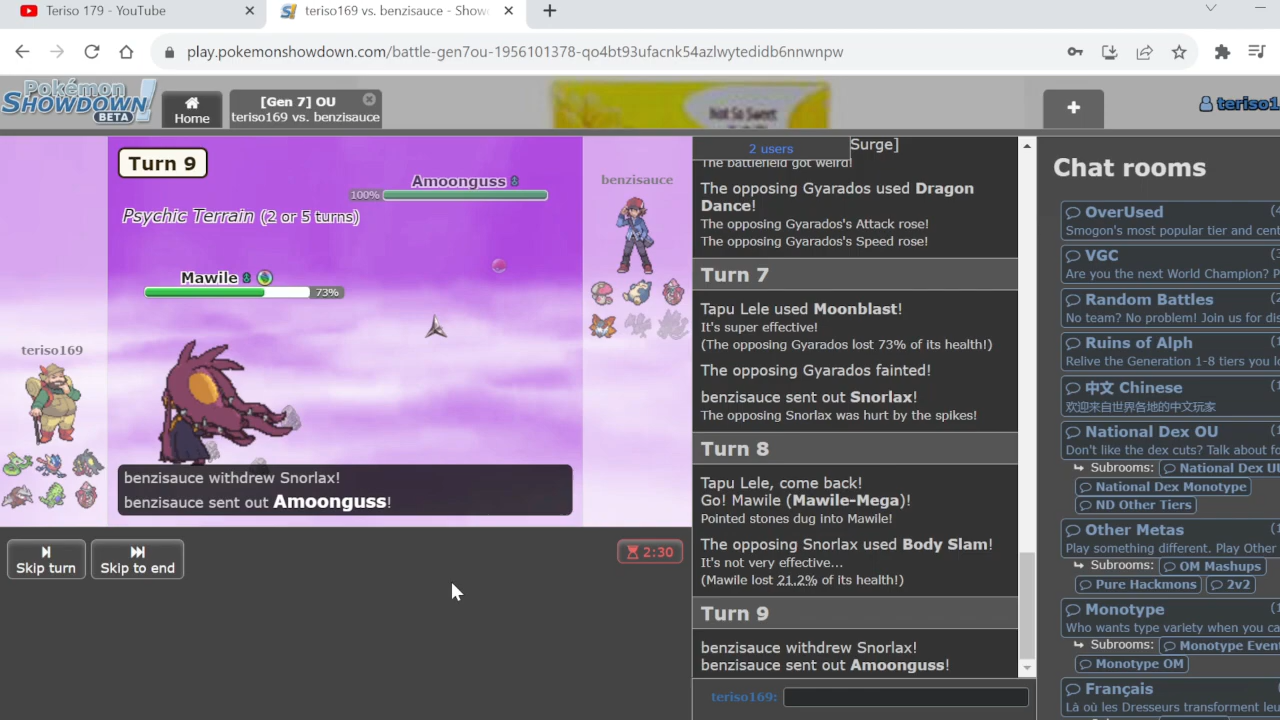 Teriso 179 - YouTube
teriso169 vs. benzisauce - Show
play.pokemonshowdown.com/battle-gen7ou-1956101378-qo4bt93ufacnk54azlwytedidb6nnwnpw
Pokémon
SHOWDOWN!
BETA
Home
[Gen 7] OU
teriso169 vs. benzisauce
Not So Sweet
teriso1
Turn 9
Psychic Terrain (2 or 5 turns)
Amoonguss
100%
Mawile
73%
teriso169
benzisauce
benzisauce withdrew Snorlax!
benzisauce sent out Amoonguss!
Skip turn
Skip to end
2:30
2 users
Surge]
The battlefield got weird!
The opposing Gyarados used Dragon
Dance!
The opposing Gyarados's Attack rose!
The opposing Gyarados's Speed rose!
Turn 7
Tapu Lele used Moonblast!
It's super effective!
(The opposing Gyarados lost 73% of its health!)
The opposing Gyarados fainted!
benzisauce sent out Snorlax!
The opposing Snorlax was hurt by the spikes!
Turn 8
Tapu Lele, come back!
Go! Mawile (Mawile-Mega)!
Pointed stones dug into Mawile!
The opposing Snorlax used Body Slam!
It's not very effective...
(Mawile lost 21.2% of its health!)
Turn 9
benzisauce withdrew Snorlax!
benzisauce sent out Amoonguss!
teriso169:
Chat rooms
OverUsed
Smogon's most popular tier and cent
VGC
Are you the next World Champion? P
Random Battles
No team? No problem! Join us for dis
Ruins of Alph
Relive the Generation 1-8 tiers you lo
中文 Chinese
欢迎来自世界各地的中文玩家
National Dex OU
Don't like the dex cuts? Talk about fo
Subrooms: National Dex UU
National Dex Monotype
ND Other Tiers
Other Metas
Play something different. Play Other
Subrooms: OM Mashups
Pure Hackmons
2v2
Monotype
Who wants type variety when you ca
Subrooms: Monotype Event
Monotype OM
Français
Là où les Dresseurs transforment leu